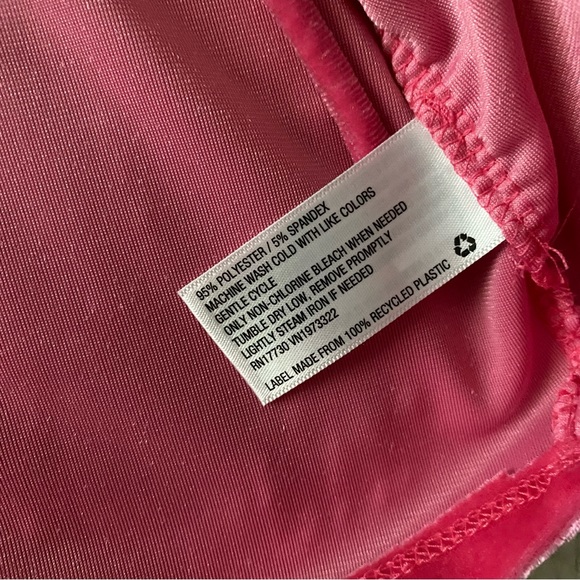 95% POLYESTER / 5% SPANDEX
MACHINE WASH COLD WITH LIKE COLORS
GENTLE CYCLE
ONLY NON-CHLORINE BLEACH WHEN NEEDED
TUMBLE DRY LOW, REMOVE PROMPTLY
LIGHTLY STEAM IRON IF NEEDED
RN17730 VN1973322
LABEL MADE FROM 100% RECYCLED PLASTIC